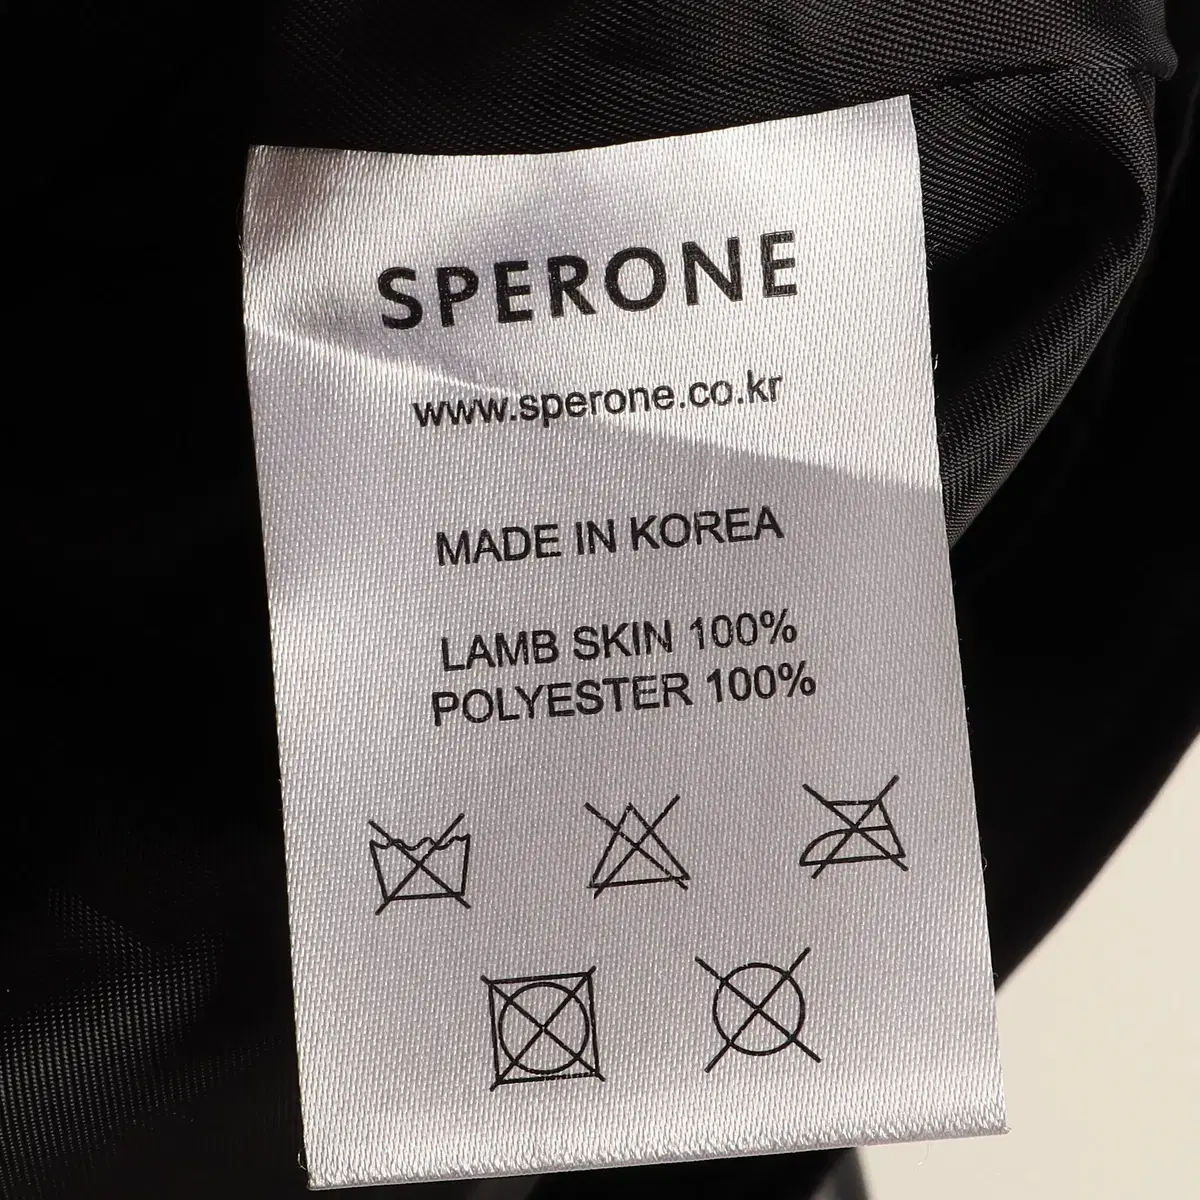 SPERONE
www.sperone.co.kr
MADE IN KOREA
LAMB SKIN 100%
POLYESTER 100%